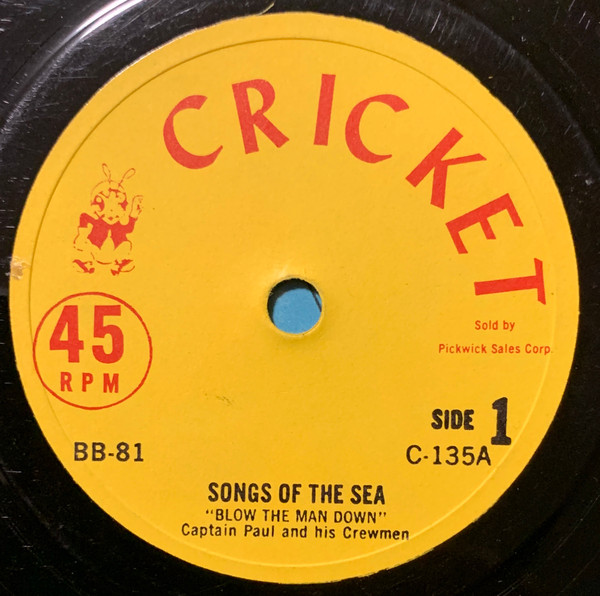 CRICKET
Sold by
Pickwick Sales Corp.
45
RPM
SIDE 1
BB-81
C-135A
SONGS OF THE SEA
"BLOW THE MAN DOWN"
Captain Paul and his Crewmen